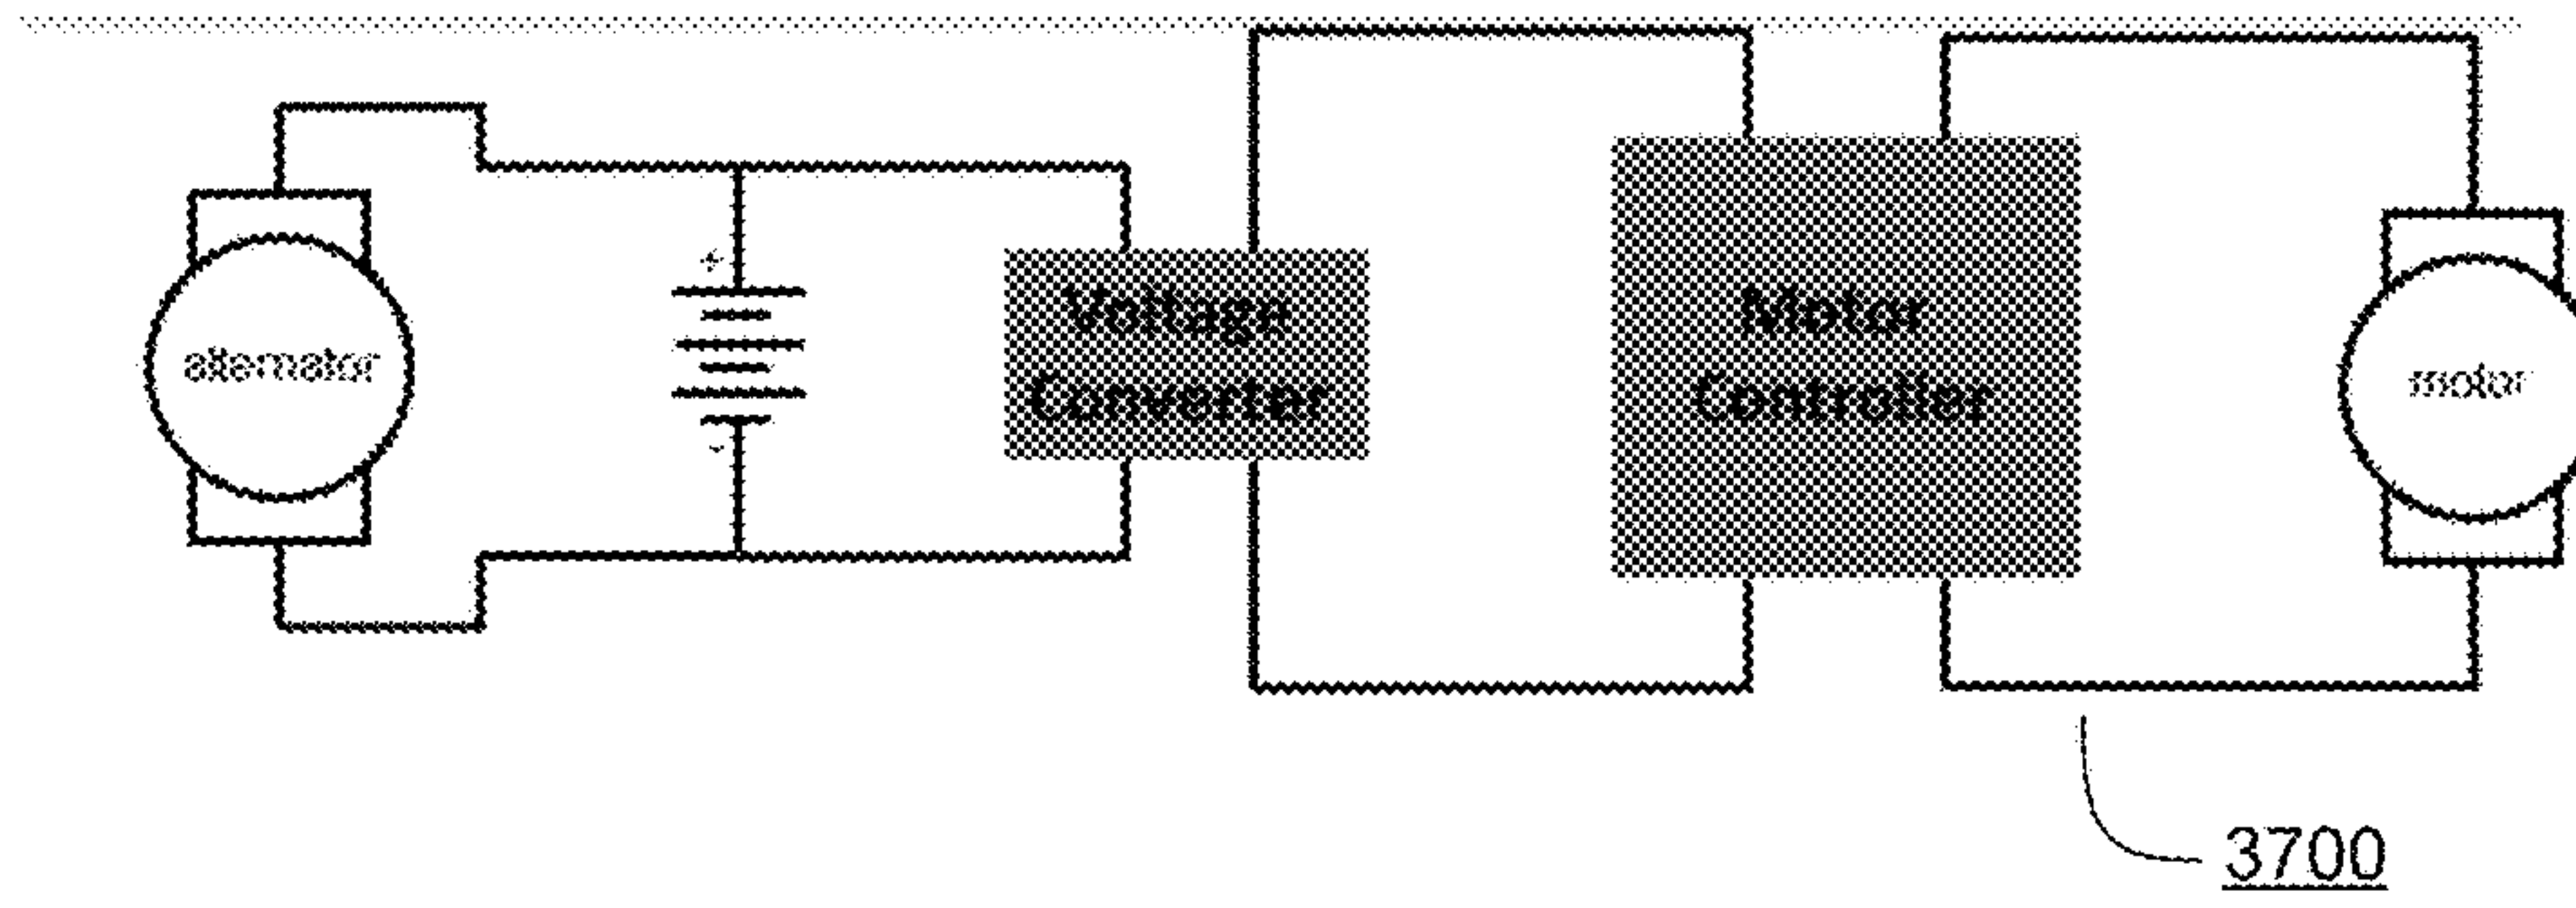 alternator
+
-
Voltage
Converter
Motor
Controller
motor
3700